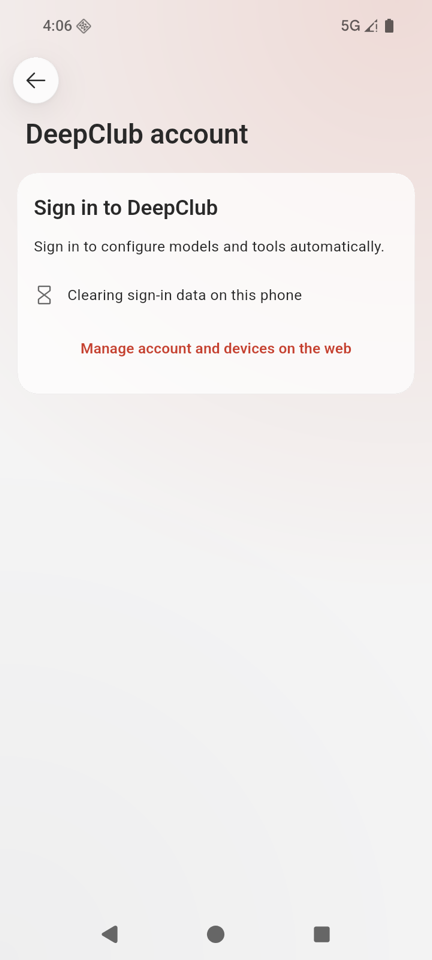 4:06
5G
DeepClub account
Sign in to DeepClub
Sign in to configure models and tools automatically.
Clearing sign-in data on this phone
Manage account and devices on the web